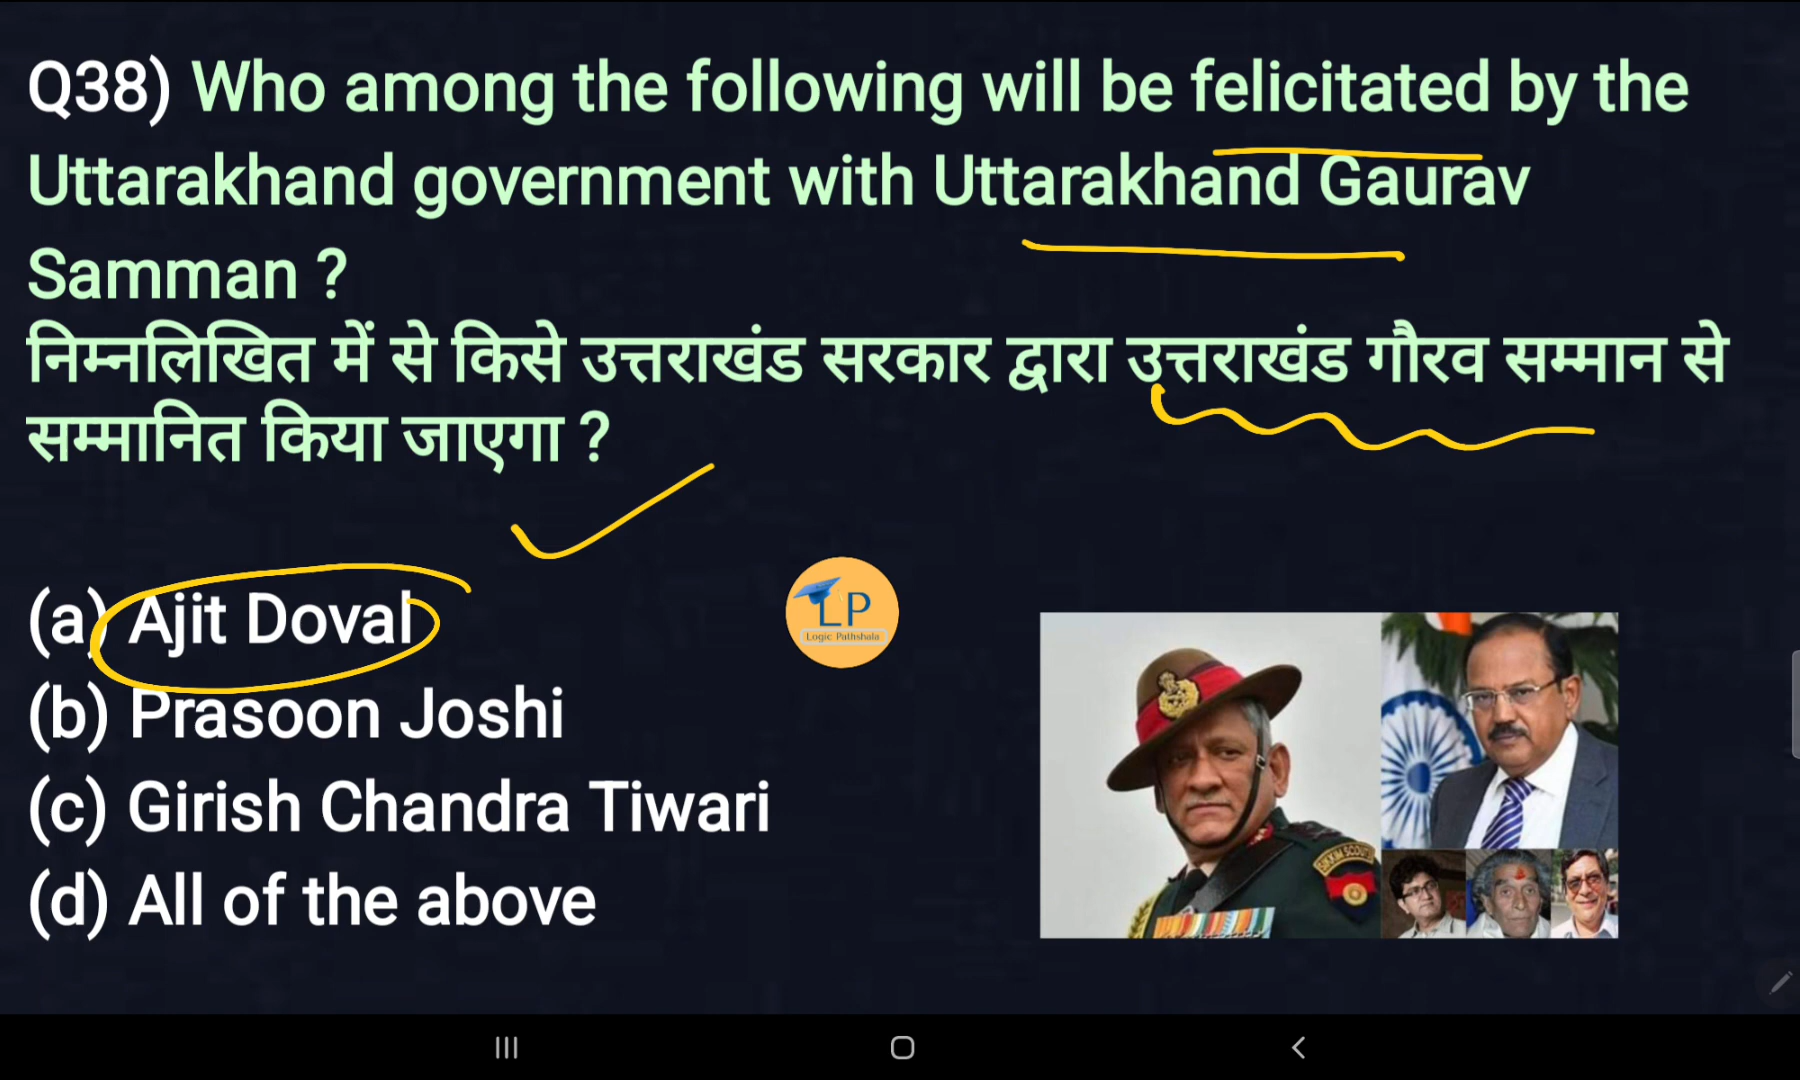 Q38) Who among the following will be felicitated by the
Uttarakhand government with Uttarakhand Gaurav
Samman ?
निम्नलिखित में से किसे उत्तराखंड सरकार द्वारा उत्तराखंड गौरव सम्मान से
सम्मानित किया जाएगा ?
(a) Ajit Doval
(b) Prasoon Joshi
(c) Girish Chandra Tiwari
(d) All of the above
LP
Logic Pathshala
SIKKIM SCOUTS